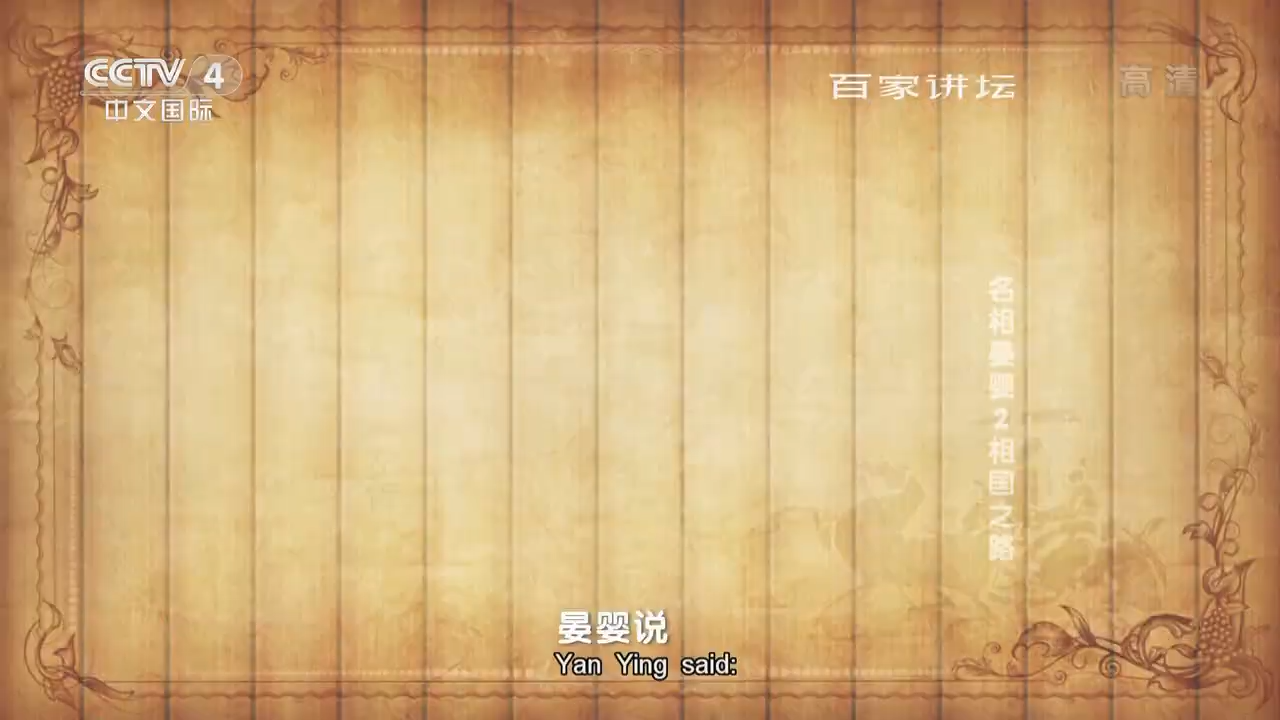 CCTV 4
中文国际
百家讲坛
高清
名相晏婴2相国之路
晏婴说
Yan Ying said: